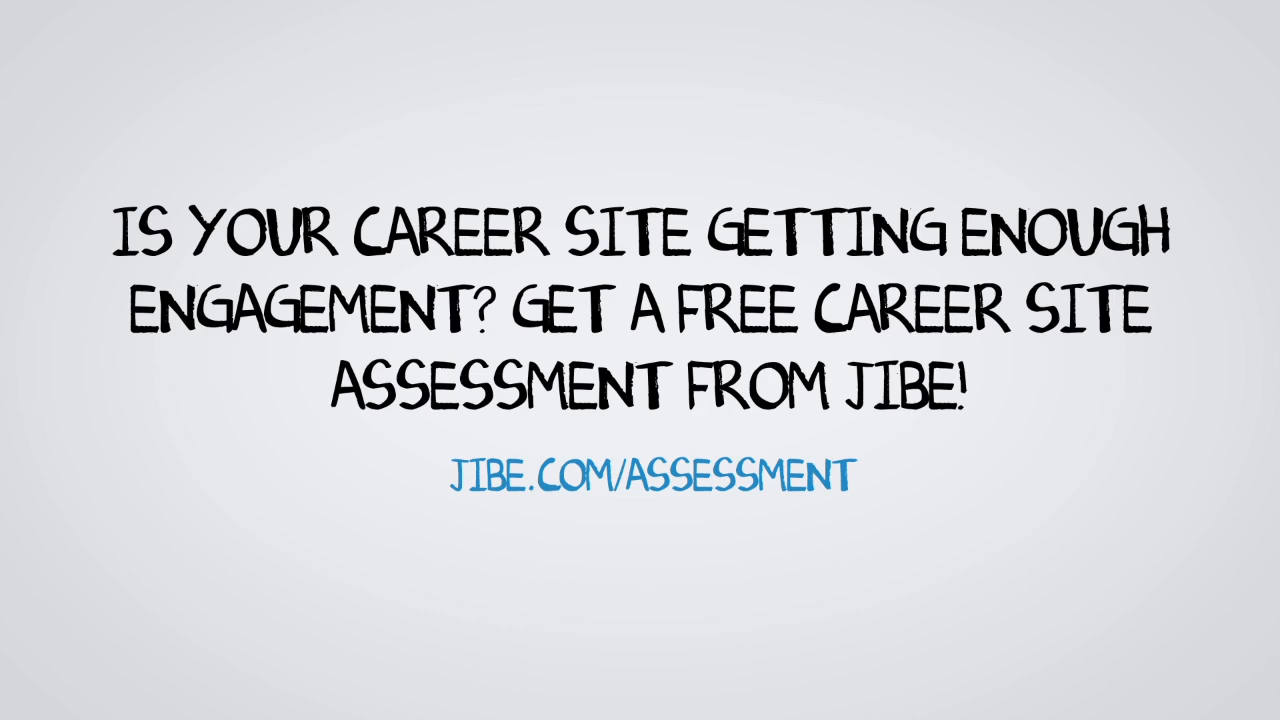 IS YOUR CAREER SITE GETTING ENOUGH
ENGAGEMENT? GET A FREE CAREER SITE
ASSESSMENT FROM JIBE!
JIBE.COM/ASSESSMENT